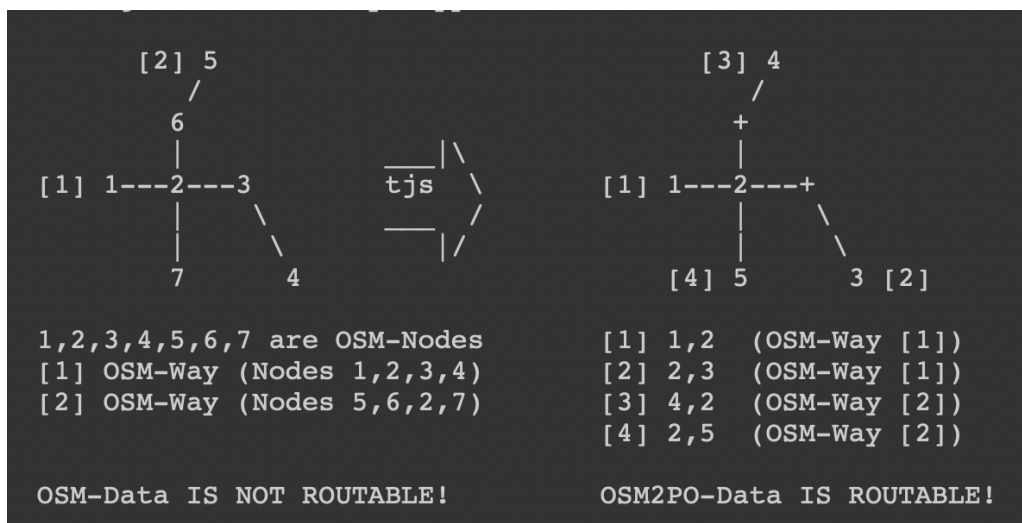 [2] 5                              [3] 4
         /                                  /
        6                                  +
        |            ___|\                 |
[1] 1---2---3        tjs  \        [1] 1---2---+
        |    \       ___  /                |    \
        |     \         |/                 |     \
        7      4                       [4] 5      3 [2]
1,2,3,4,5,6,7 are OSM-Nodes        [1] 1,2  (OSM-Way [1])
[1] OSM-Way (Nodes 1,2,3,4)        [2] 2,3  (OSM-Way [1])
[2] OSM-Way (Nodes 5,6,2,7)        [3] 4,2  (OSM-Way [2])
                                   [4] 2,5  (OSM-Way [2])
OSM-Data IS NOT ROUTABLE!          OSM2PO-Data IS ROUTABLE!